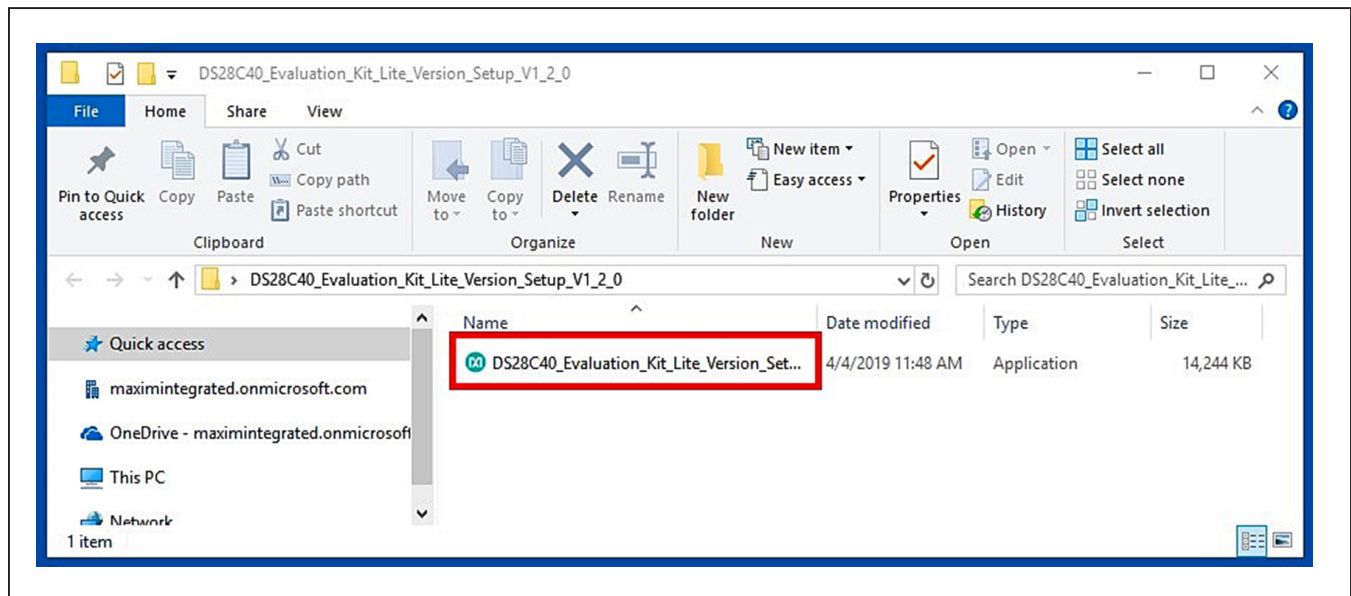 DS28C40_Evaluation_Kit_Lite_Version_Setup_V1_2_0
File Home Share View
Pin to Quick access
Copy
Paste
Cut
Copy path
Paste shortcut
Clipboard
Move to
Copy to
Delete
Rename
Organize
New folder
New item
Easy access
New
Properties
Open
Edit
History
Open
Select all
Select none
Invert selection
Select
DS28C40_Evaluation_Kit_Lite_Version_Setup_V1_2_0
Search DS28C40_Evaluation_Kit_Lite_...
Name Date modified Type Size
DS28C40_Evaluation_Kit_Lite_Version_Set... 4/4/2019 11:48 AM Application 14,244 KB
Quick access
maximintegrated.onmicrosoft.com
OneDrive - maximintegrated.onmicrosoft
This PC
Network
1 item